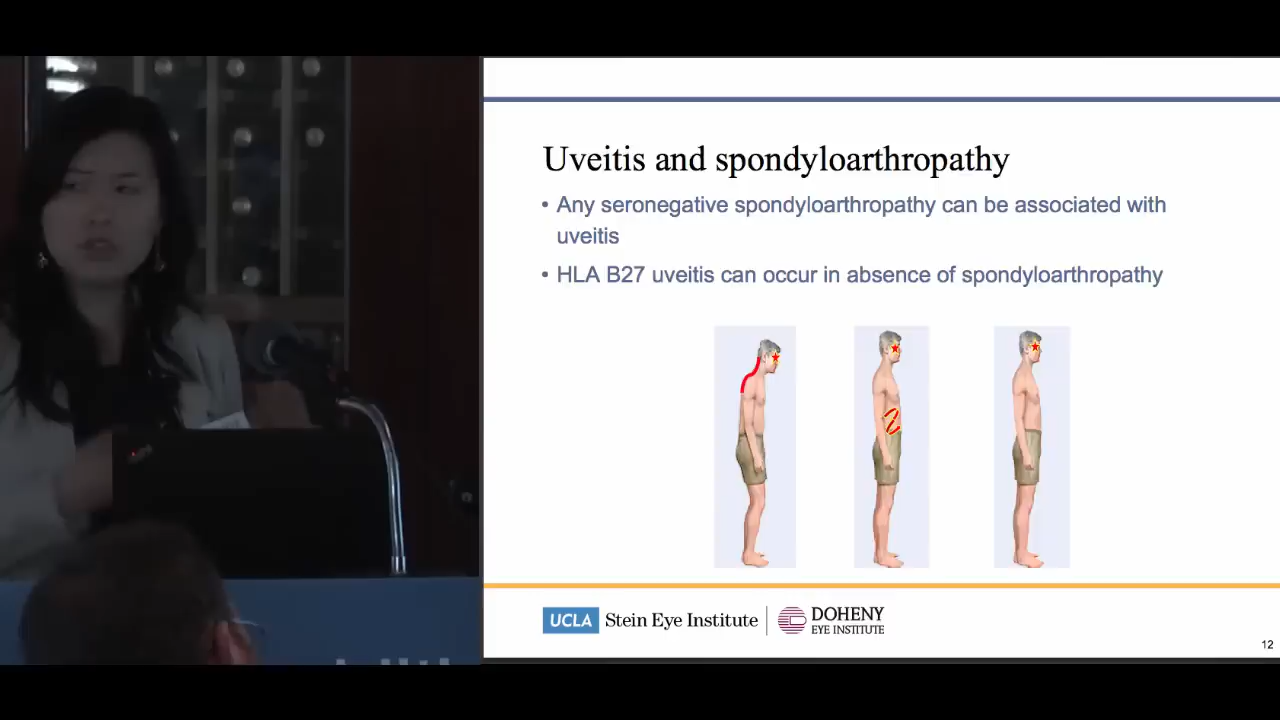 Uveitis and spondyloarthropathy
• Any seronegative spondyloarthropathy can be associated with
uveitis
• HLA B27 uveitis can occur in absence of spondyloarthropathy
UCLA Stein Eye Institute
DOHENY
EYE INSTITUTE
12